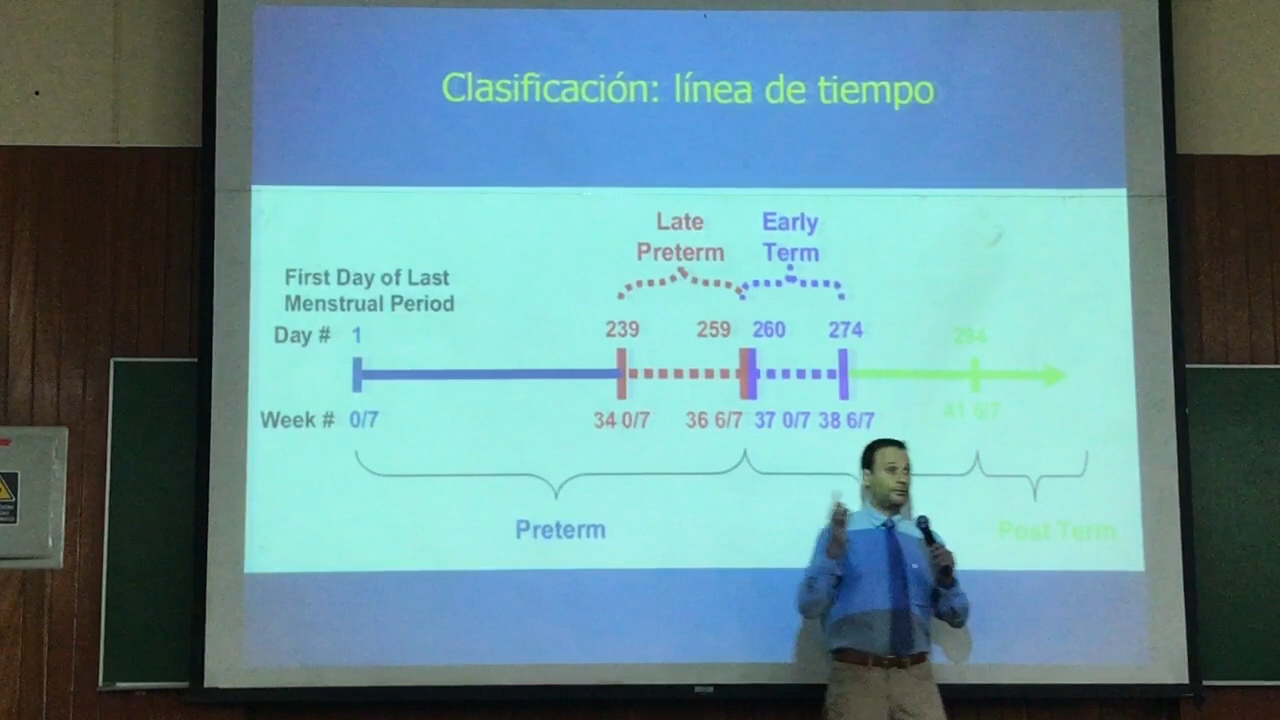 Clasificación: línea de tiempo
Late Preterm
Early Term
First Day of Last
Menstrual Period
Day # 1 239 259 260 274 294
Week # 0/7 34 0/7 36 6/7 37 0/7 38 6/7 41 6/7
Preterm
Post Term